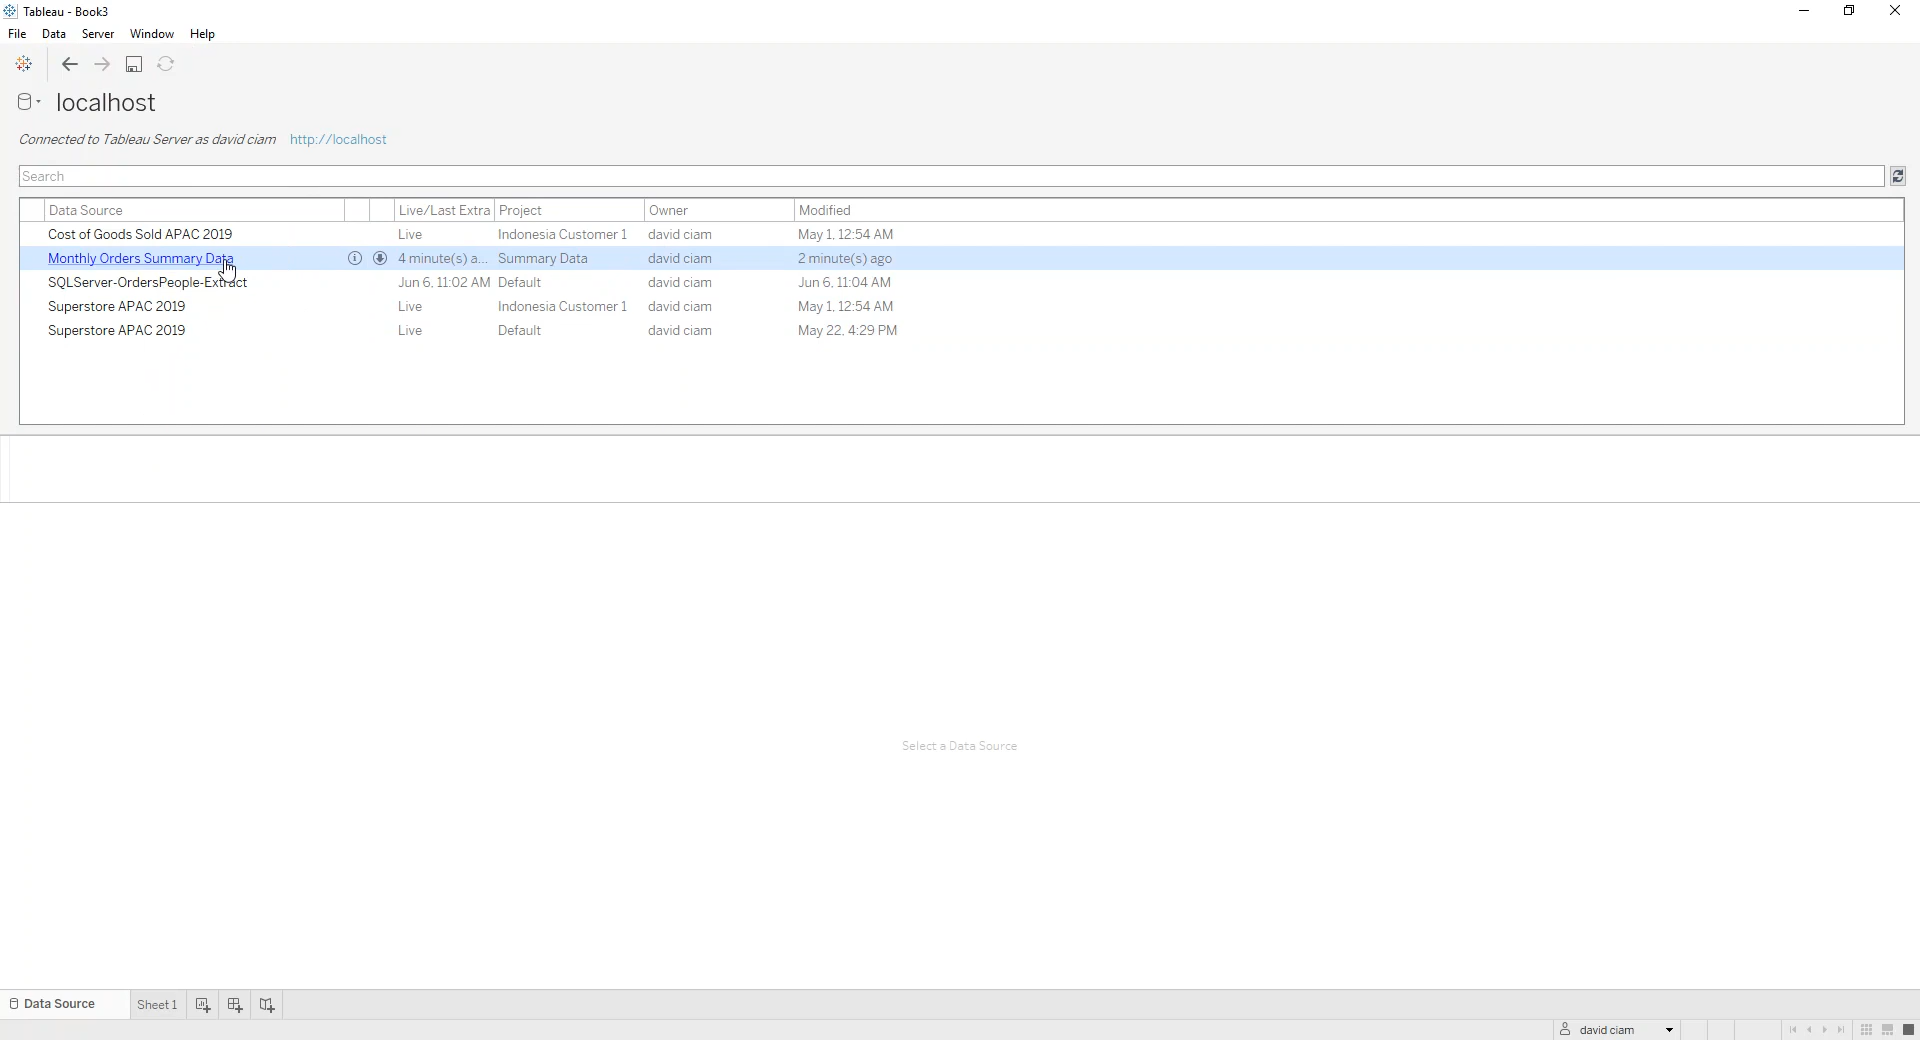 Tableau - Book3
File Data Server Window Help
localhost
Connected to Tableau Server as david ciam http://localhost
Search
Data Source Live/Last Extra Project Owner Modified
Cost of Goods Sold APAC 2019 Live Indonesia Customer 1 david ciam May 1, 12:54 AM
Monthly Orders Summary Data 4 minute(s) a... Summary Data david ciam 2 minute(s) ago
SQLServer-OrdersPeople-Extract Jun 6, 11:02 AM Default david ciam Jun 6, 11:04 AM
Superstore APAC 2019 Live Indonesia Customer 1 david ciam May 1, 12:54 AM
Superstore APAC 2019 Live Default david ciam May 22, 4:29 PM
Select a Data Source
Data Source Sheet 1
david ciam